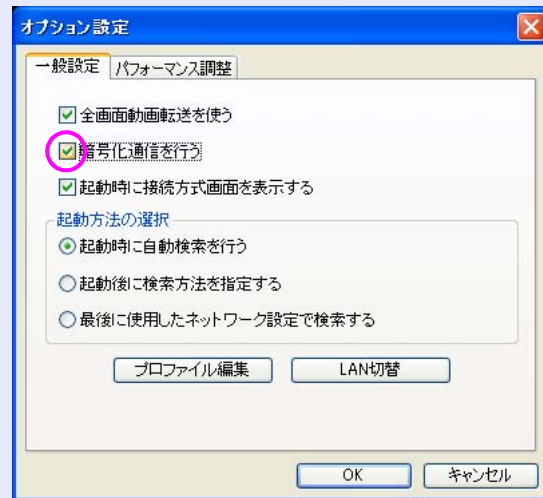 オプション設定
一般設定 パフォーマンス調整
全画面動画転送を使う
暗号化通信を行う
起動時に接続方式画面を表示する
起動方法の選択
起動時に自動検索を行う
起動後に検索方法を指定する
最後に使用したネットワーク設定で検索する
プロファイル編集 LAN切替
OK キャンセル